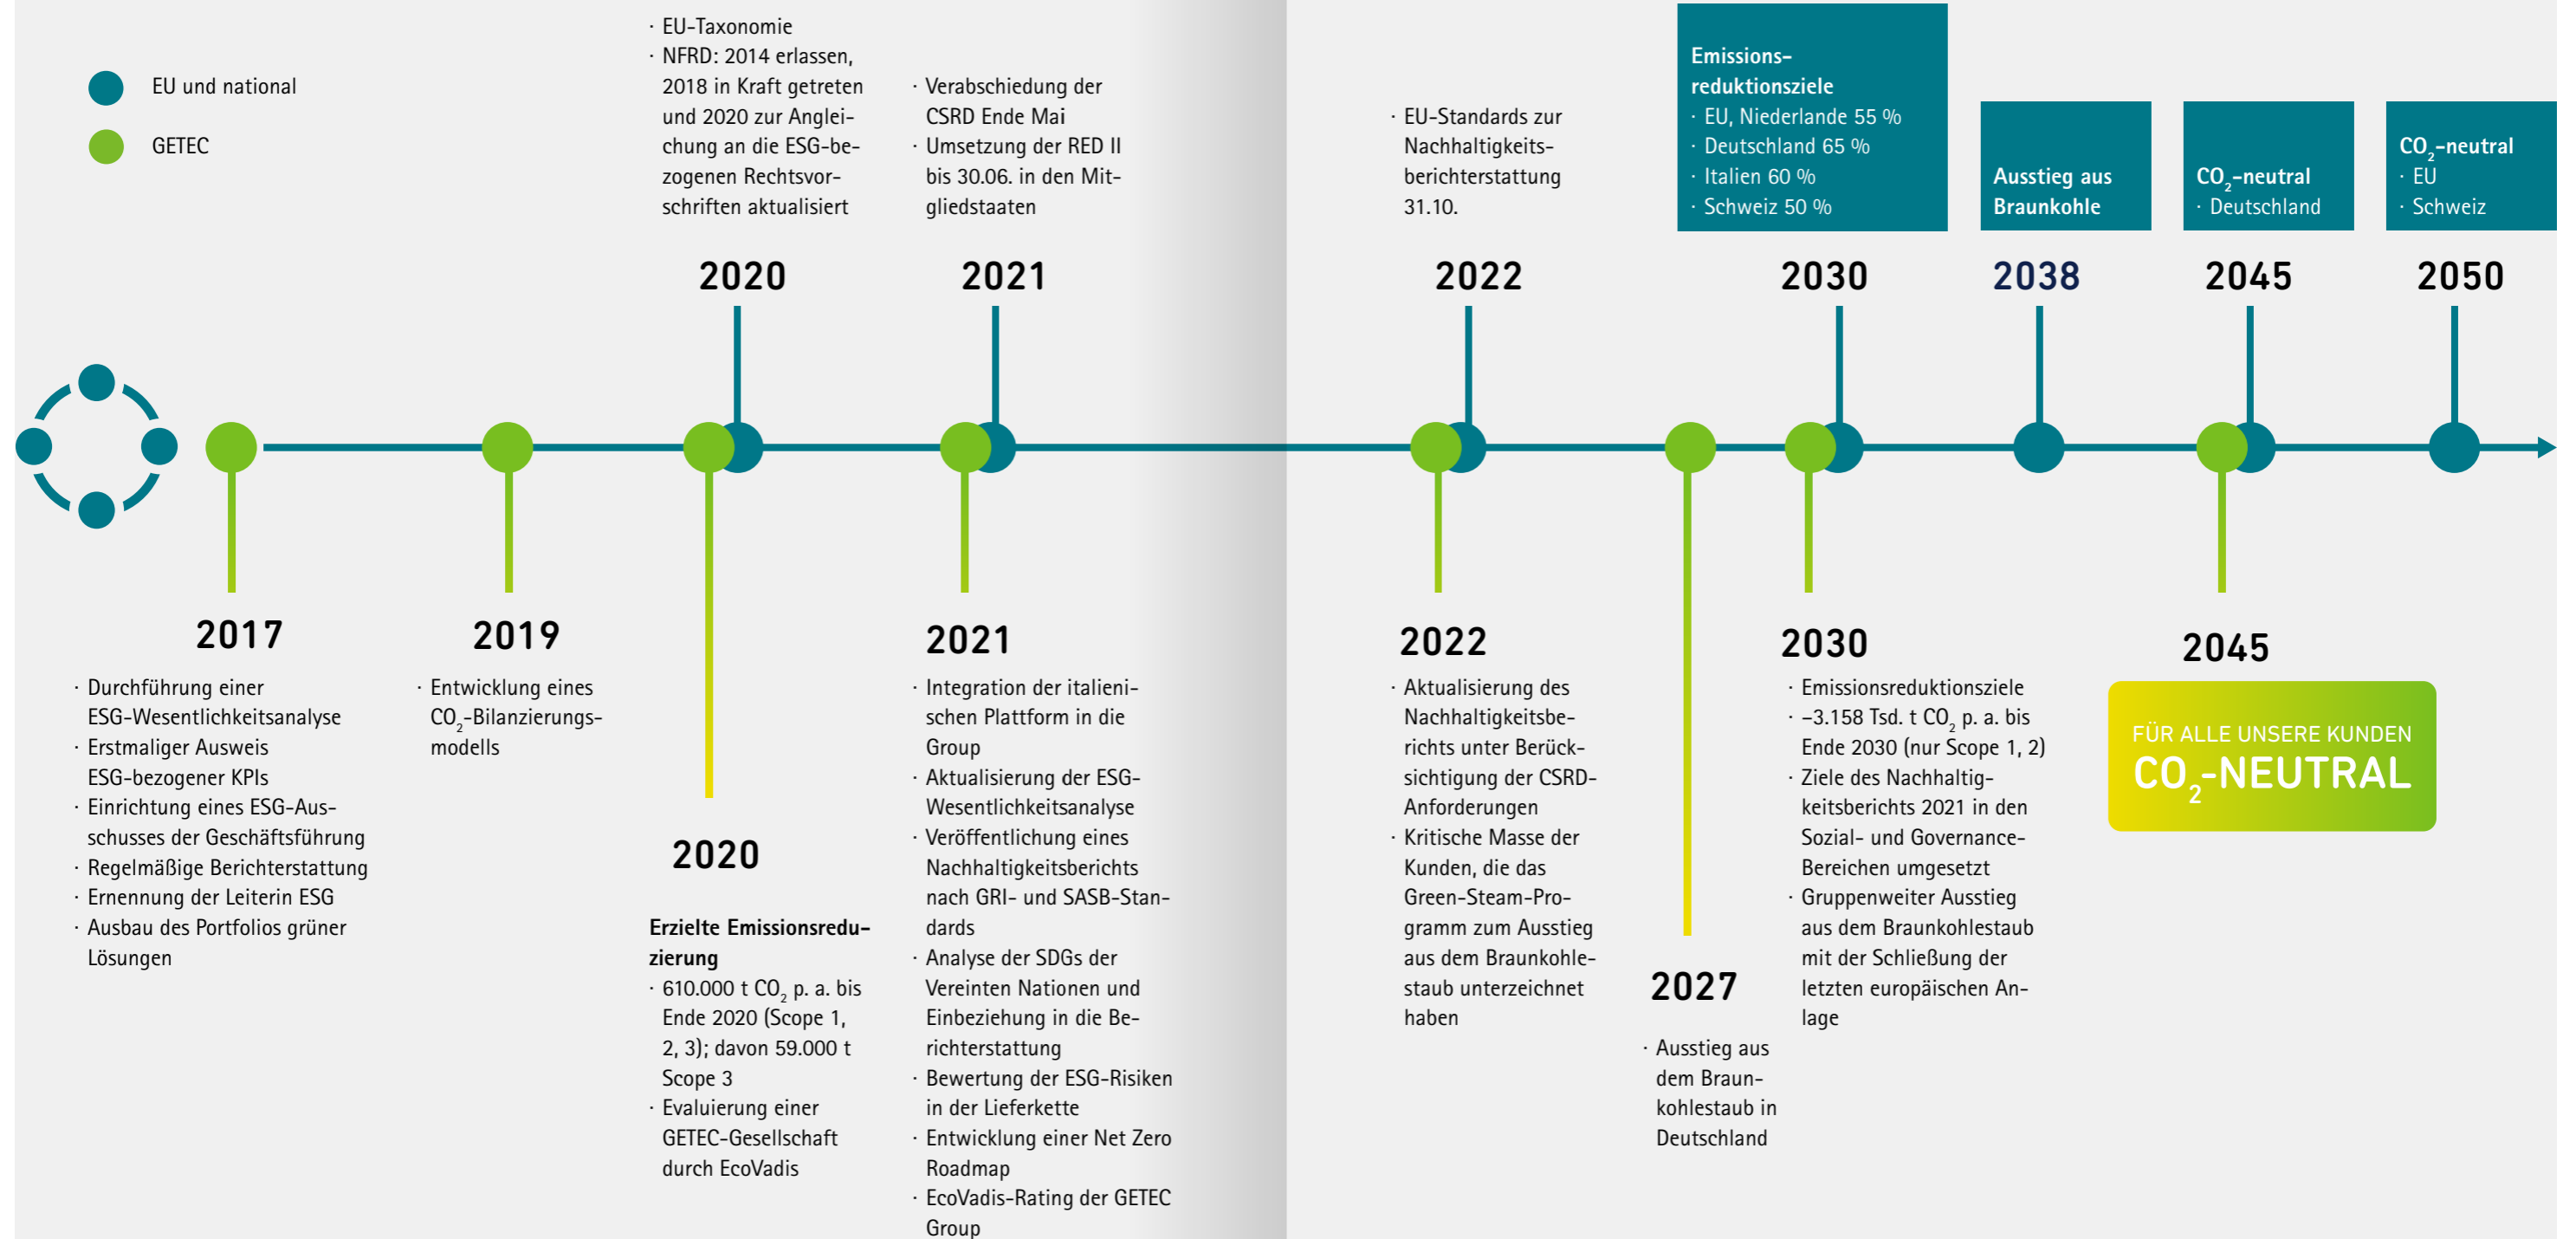 EU und national
GETEC
· EU-Taxonomie
· NFRD: 2014 erlassen,
2018 in Kraft getreten
und 2020 zur Anglei-
chung an die ESG-be-
zogenen Rechtsvor-
schriften aktualisiert
2020
· Verabschiedung der
CSRD Ende Mai
· Umsetzung der RED II
bis 30.06. in den Mit-
gliedstaaten
2021
· EU-Standards zur
Nachhaltigkeits-
berichterstattung
31.10.
2022
Emissions-
reduktionsziele
· EU, Niederlande 55 %
· Deutschland 65 %
· Italien 60 %
· Schweiz 50 %
2030
Ausstieg aus
Braunkohle
2038
CO₂-neutral
· Deutschland
2045
CO₂-neutral
· EU
· Schweiz
2050
2017
· Durchführung einer
ESG-Wesentlichkeitsanalyse
· Erstmaliger Ausweis
ESG-bezogener KPIs
· Einrichtung eines ESG-Aus-
schusses der Geschäftsführung
· Regelmäßige Berichterstattung
· Ernennung der Leiterin ESG
· Ausbau des Portfolios grüner
Lösungen
2019
· Entwicklung eines
CO₂-Bilanzierungs-
modells
2020
Erzielte Emissionsredu-
zierung
· 610.000 t CO₂ p. a. bis
Ende 2020 (Scope 1,
2, 3); davon 59.000 t
Scope 3
· Evaluierung einer
GETEC-Gesellschaft
durch EcoVadis
2021
· Integration der italieni-
schen Plattform in die
Group
· Aktualisierung der ESG-
Wesentlichkeitsanalyse
· Veröffentlichung eines
Nachhaltigkeitsberichts
nach GRI- und SASB-Stan-
dards
· Analyse der SDGs der
Vereinten Nationen und
Einbeziehung in die Be-
richterstattung
· Bewertung der ESG-Risiken
in der Lieferkette
· Entwicklung einer Net Zero
Roadmap
· EcoVadis-Rating der GETEC
Group
2022
· Aktualisierung des
Nachhaltigkeitsbe-
richts unter Berück-
sichtigung der CSRD-
Anforderungen
· Kritische Masse der
Kunden, die das
Green-Steam-Pro-
gramm zum Ausstieg
aus dem Braunkohle-
staub unterzeichnet
haben
2027
· Ausstieg aus
dem Braun-
kohlestaub in
Deutschland
2030
· Emissionsreduktionsziele
· –3.158 Tsd. t CO₂ p. a. bis
Ende 2030 (nur Scope 1, 2)
· Ziele des Nachhaltig-
keitsberichts 2021 in den
Sozial- und Governance-
Bereichen umgesetzt
· Gruppenweiter Ausstieg
aus dem Braunkohlestaub
mit der Schließung der
letzten europäischen An-
lage
2045
FÜR ALLE UNSERE KUNDEN
CO₂-NEUTRAL